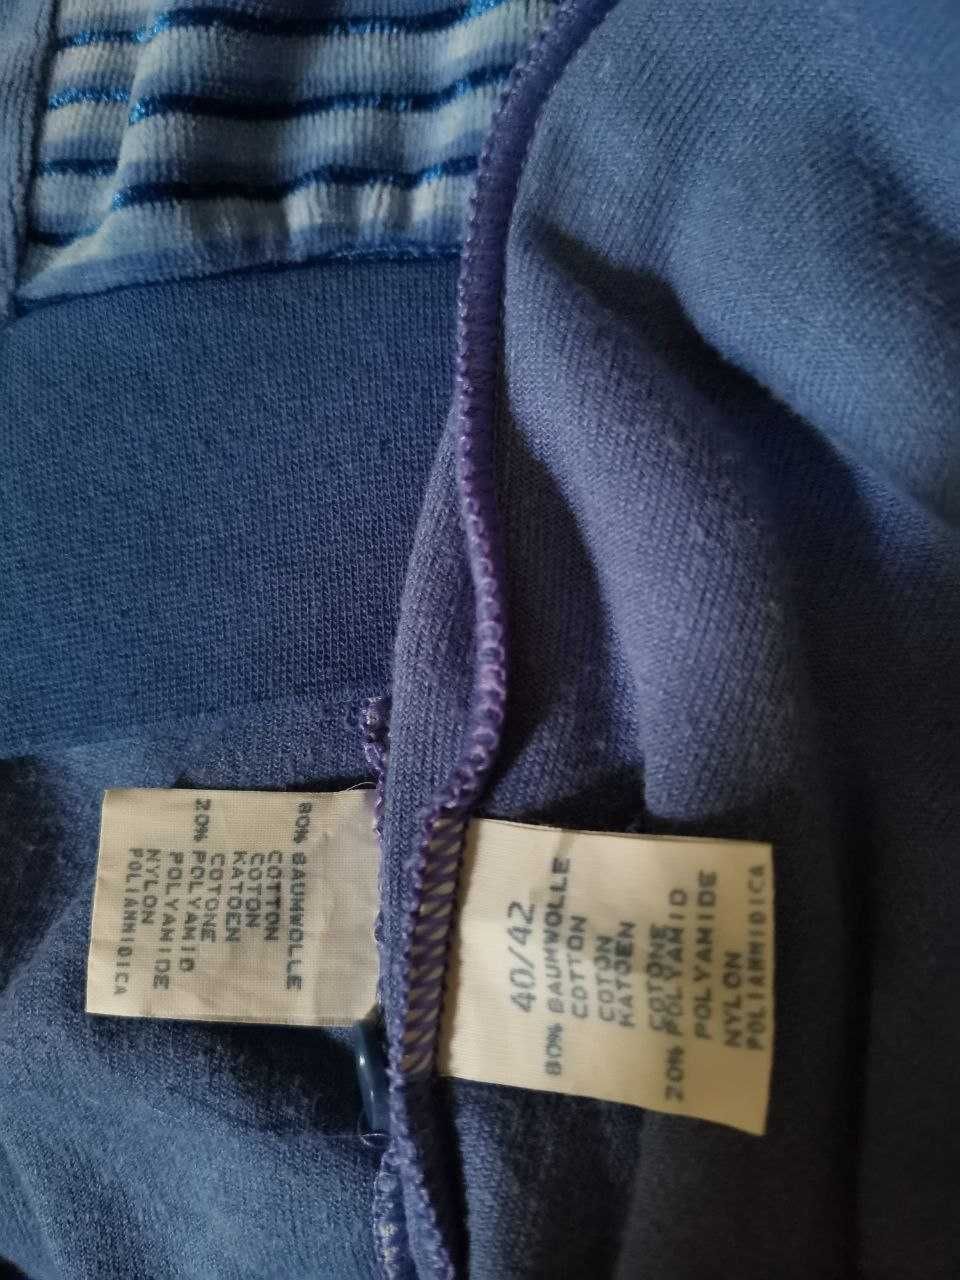 80% BAUMWOLLE
COTTON
COTON
KATOEN
COTONE
20% POLYAMID
POLYAMIDE
NYLON
POLIAMMIDICA
40/42
80% BAUMWOLLE
COTTON
COTON
KATOEN
COTONE
20% POLYAMID
POLYAMIDE
NYLON
POLIAMMIDICA